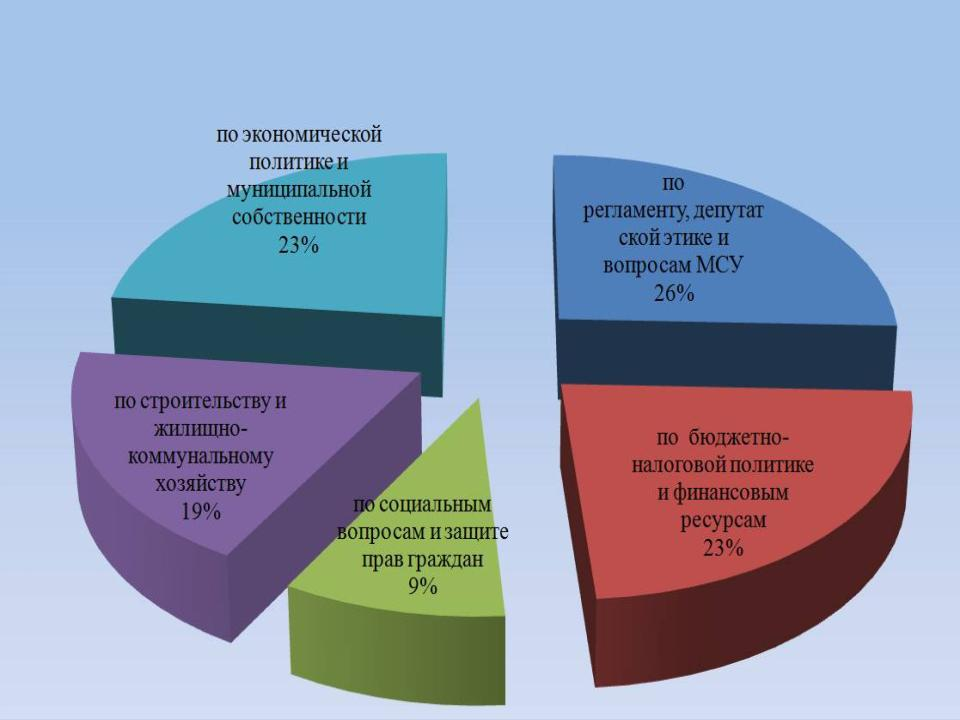 по экономической
политике и
муниципальной
собственности
23%
по
регламенту, депутат
ской этике и
вопросам МСУ
26%
по строительству и
жилищно-
коммунальному
хозяйству
19%
по социальным
вопросам и защите
прав граждан
9%
по бюджетно-
налоговой политике
и финансовым
ресурсам
23%